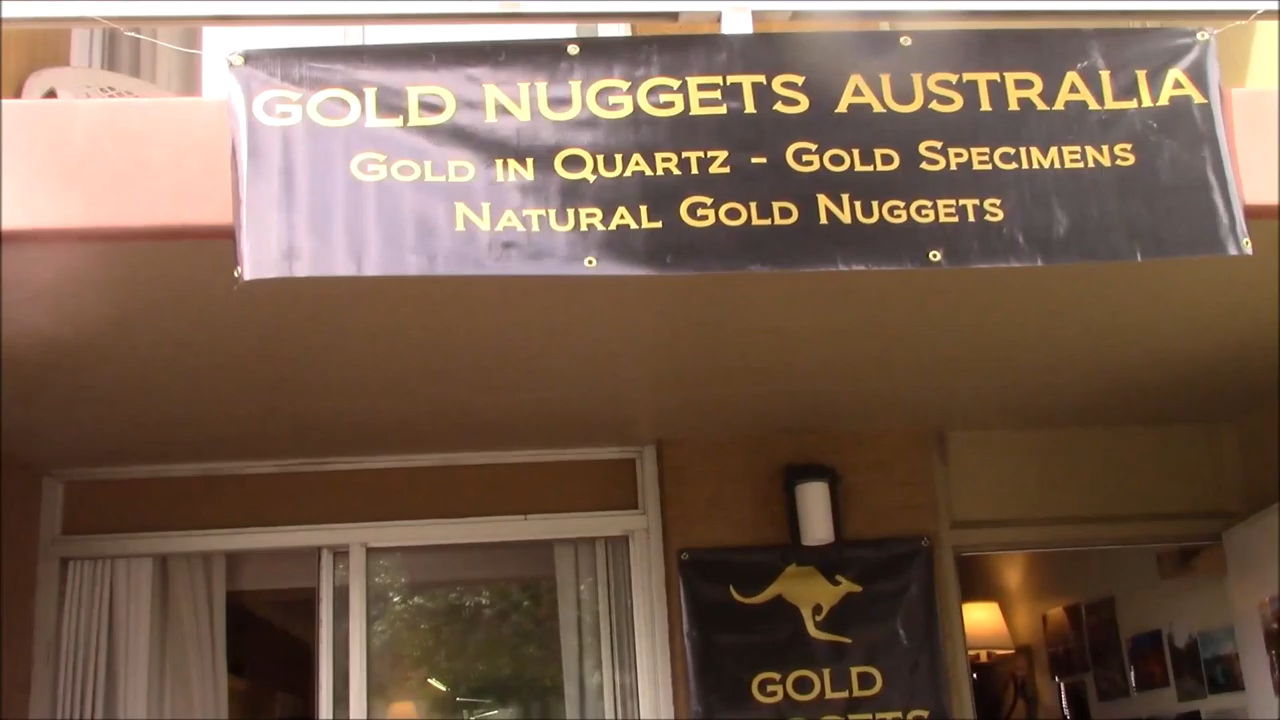 GOLD NUGGETS AUSTRALIA
GOLD IN QUARTZ - GOLD SPECIMENS
NATURAL GOLD NUGGETS
GOLD